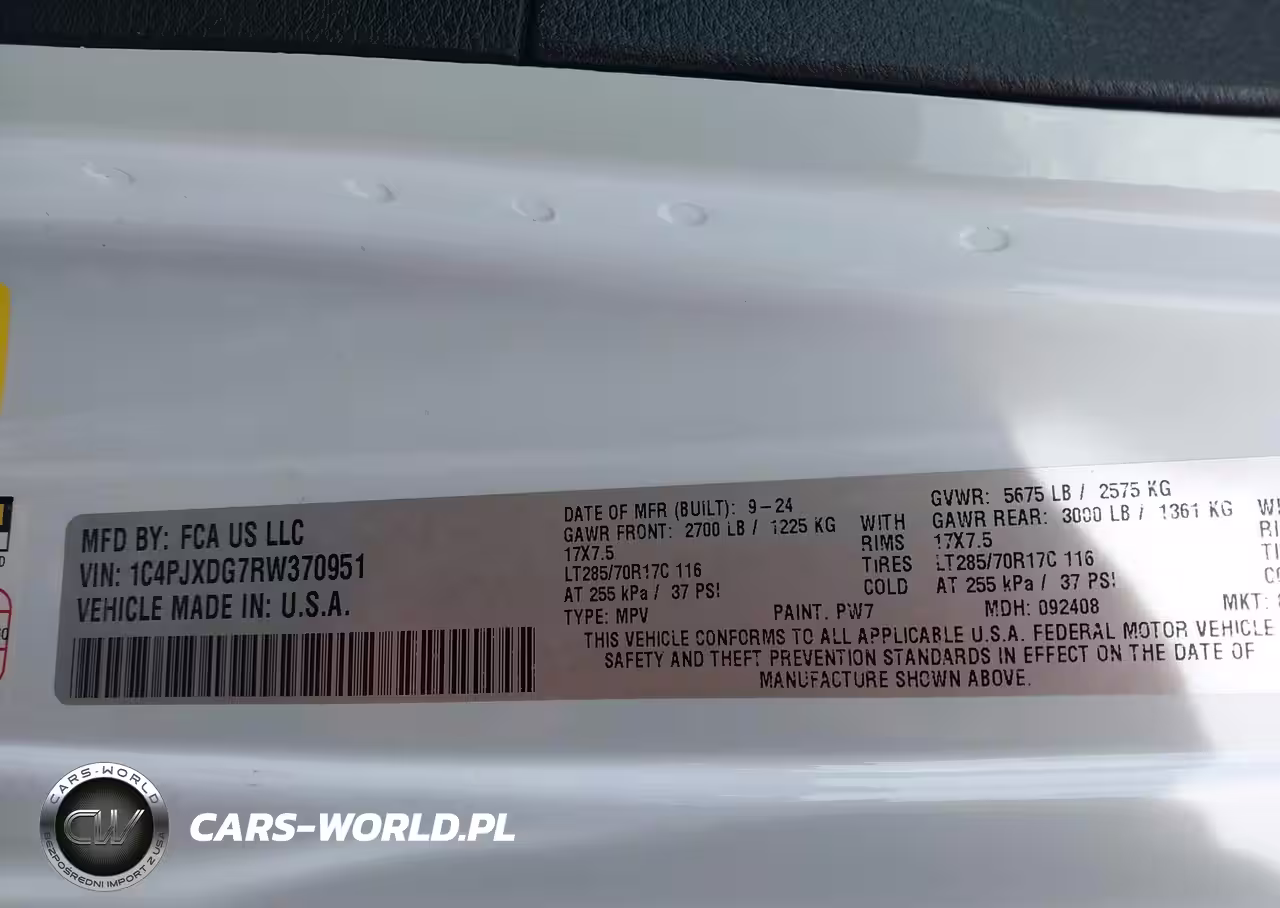 MFD BY: FCA US LLC
VIN: 1C4PJXDG7RW370951
VEHICLE MADE IN: U.S.A.
DATE OF MFR (BUILT): 9-24
GAWR FRONT: 2700 LB / 1225 KG
17X7.5
LT285/70R17C 116
AT 255 kPa / 37 PSI
TYPE: MPV
PAINT. PW7
WITH
RIMS
TIRES
COLD
GVWR: 5675 LB / 2575 KG
GAWR REAR: 3000 LB / 1361 KG
17X7.5
LT285/70R17C 116
AT 255 kPa / 37 PSI
MDH: 092408
MKT:
THIS VEHICLE CONFORMS TO ALL APPLICABLE U.S.A. FEDERAL MOTOR VEHICLE
SAFETY AND THEFT PREVENTION STANDARDS IN EFFECT ON THE DATE OF
MANUFACTURE SHOWN ABOVE.
CARS-WORLD
CW
BEZPOŚREDNI IMPORT Z USA
CARS-WORLD.PL